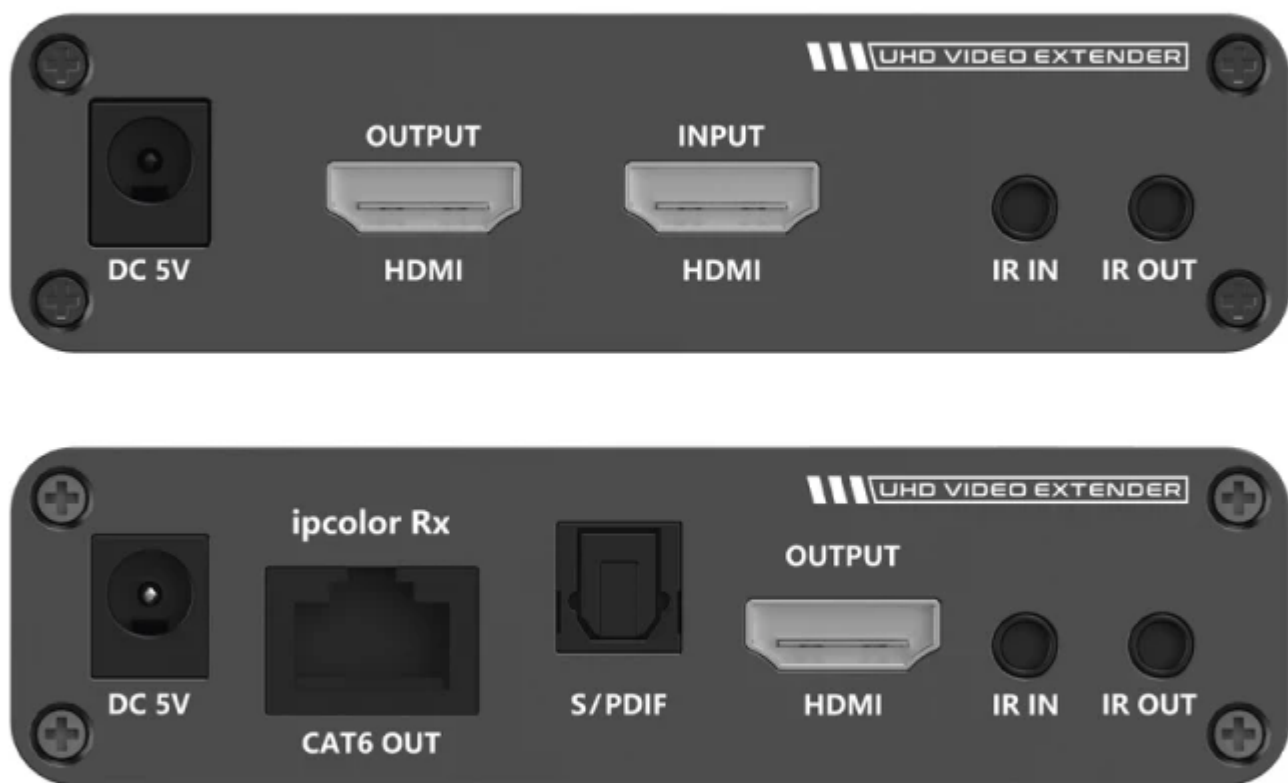 UHD VIDEO EXTENDER
OUTPUT INPUT
DC 5V HDMI HDMI IR IN IR OUT
UHD VIDEO EXTENDER
ipcolor Rx
OUTPUT
DC 5V S/PDIF HDMI IR IN IR OUT
CAT6 OUT